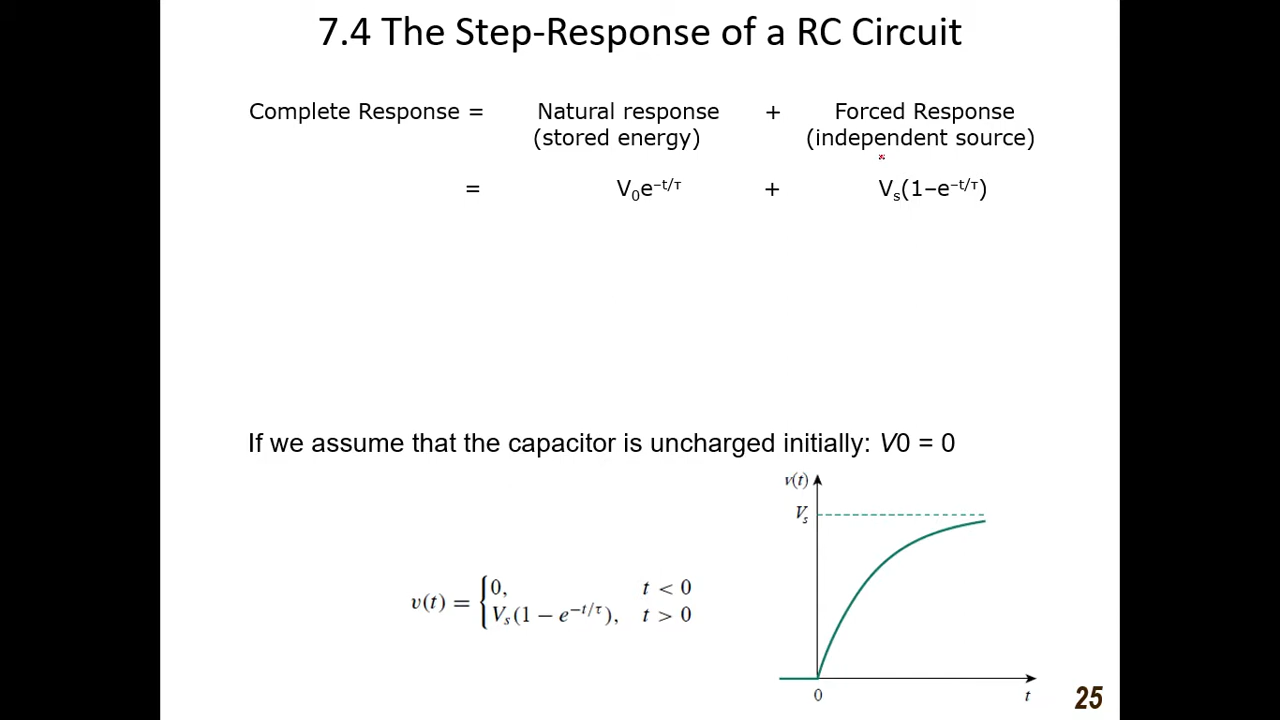 7.4 The Step-Response of a RC Circuit
Complete Response = Natural response + Forced Response
(stored energy) (independent source)
= V₀e⁻ᵗ/τ + Vₛ(1–e⁻ᵗ/τ)
If we assume that the capacitor is uncharged initially: V0 = 0
v(t)
Vₛ
v(t) = { 0, t < 0
Vₛ(1 − e⁻ᵗ/τ), t > 0
0 t
25